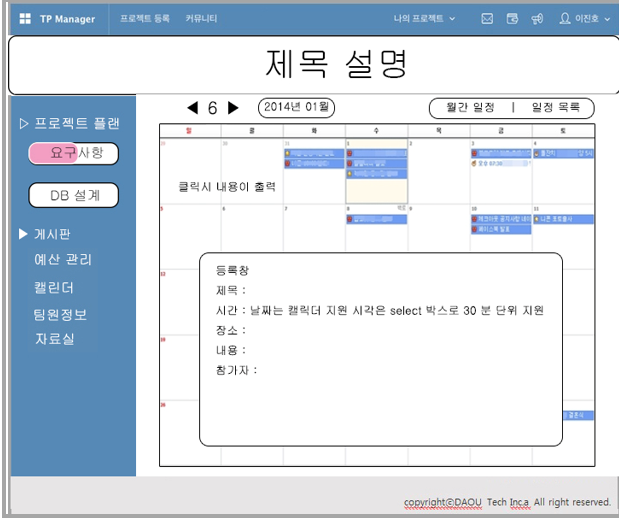 TP Manager 프로젝트 등록 커뮤니티 나의 프로젝트 이진호
제목 설명
◀ 6 ▶ 2014년 01월 월간 일정 | 일정 목록
▷ 프로젝트 플랜
요구사항
DB 설계
▶ 게시판
예산 관리
캘린더
팀원정보
자료실
일 월 화 수 목 금 토
29 30 31 1 2 3 4
클릭시 내용이 출력
5 6 7 8 9 10 11
등록창
제목 :
시간 : 날짜는 캘릭더 지원 시각은 select 박스로 30 분 단위 지원
장소 :
내용 :
참가자 :
copyright©DAOU Tech Inc.a All right reserved.